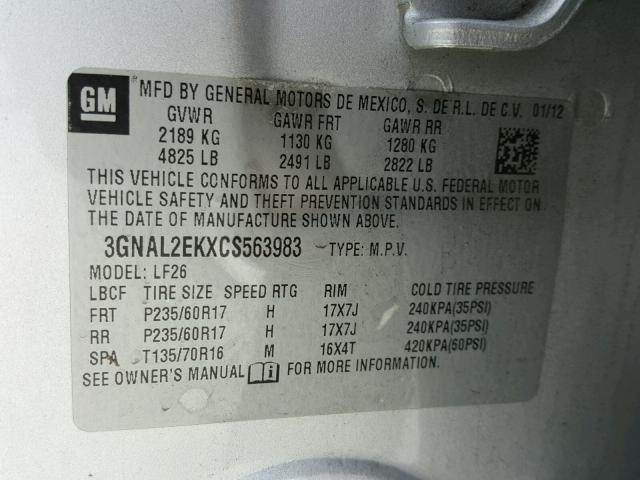 GM MFD BY GENERAL MOTORS DE MEXICO, S. DE R.L. DE C.V. 01/12
GVWR GAWR FRT GAWR RR
2189 KG 1130 KG 1280 KG
4825 LB 2491 LB 2822 LB
THIS VEHICLE CONFORMS TO ALL APPLICABLE U.S. FEDERAL MOTOR
VEHICLE SAFETY AND THEFT PREVENTION STANDARDS IN EFFECT ON
THE DATE OF MANUFACTURE SHOWN ABOVE.
3GNAL2EKXCS563983 TYPE: M.P.V.
MODEL: LF26
LBCF TIRE SIZE SPEED RTG RIM COLD TIRE PRESSURE
FRT P235/60R17 H 17X7J 240KPA(35PSI)
RR P235/60R17 H 17X7J 240KPA(35PSI)
SPA T135/70R16 M 16X4T 420KPA(60PSI)
SEE OWNER'S MANUAL FOR MORE INFORMATION.